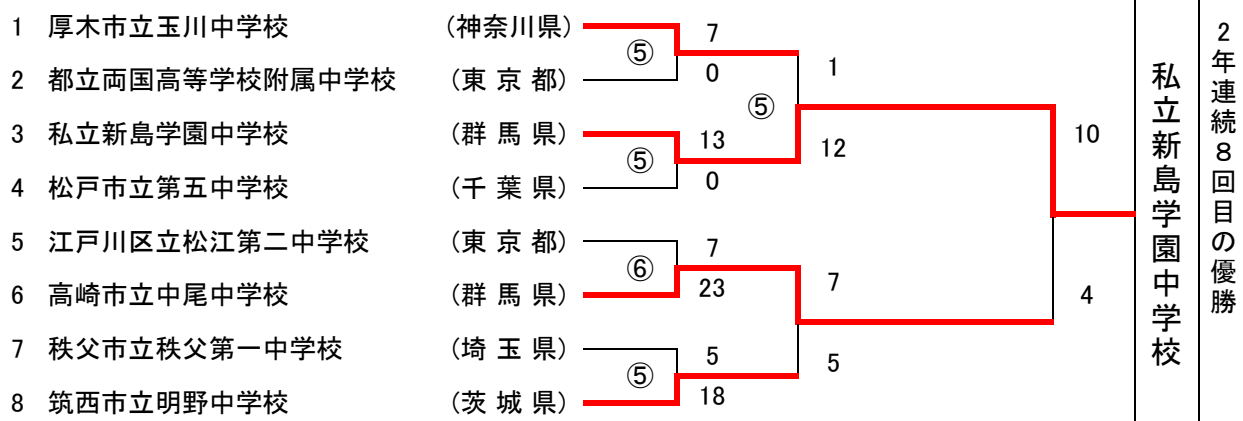 1 厚木市立玉川中学校 (神奈川県)
2 都立両国高等学校附属中学校 (東 京 都)
3 私立新島学園中学校 (群 馬 県)
4 松戸市立第五中学校 (千 葉 県)
5 江戸川区立松江第二中学校 (東 京 都)
6 高崎市立中尾中学校 (群 馬 県)
7 秩父市立秩父第一中学校 (埼 玉 県)
8 筑西市立明野中学校 (茨 城 県)
⑤
7
0
⑤
13
0
⑥
7
23
⑤
5
18
⑤
1
12
7
5
10
4
私立新島学園中学校
2年連続8回目の優勝